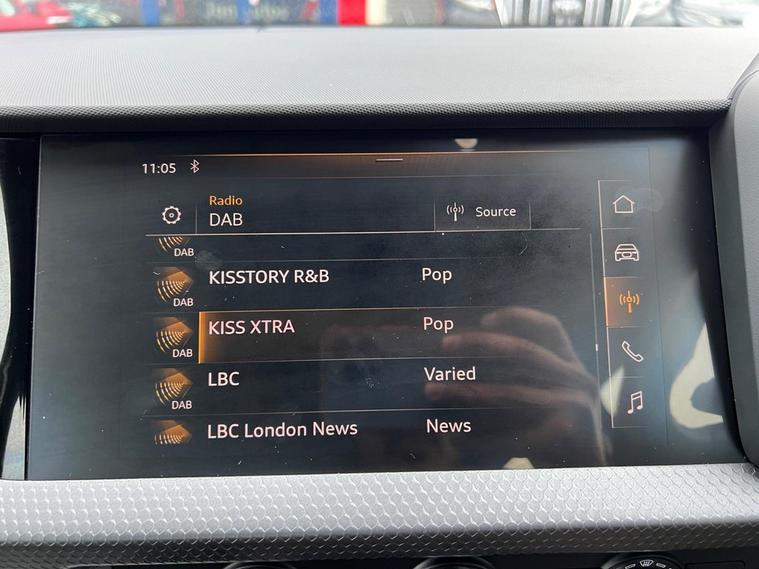 11:05
Radio
DAB
Source
DAB
KISSTORY R&B Pop
DAB
KISS XTRA Pop
DAB
LBC Varied
DAB
LBC London News News